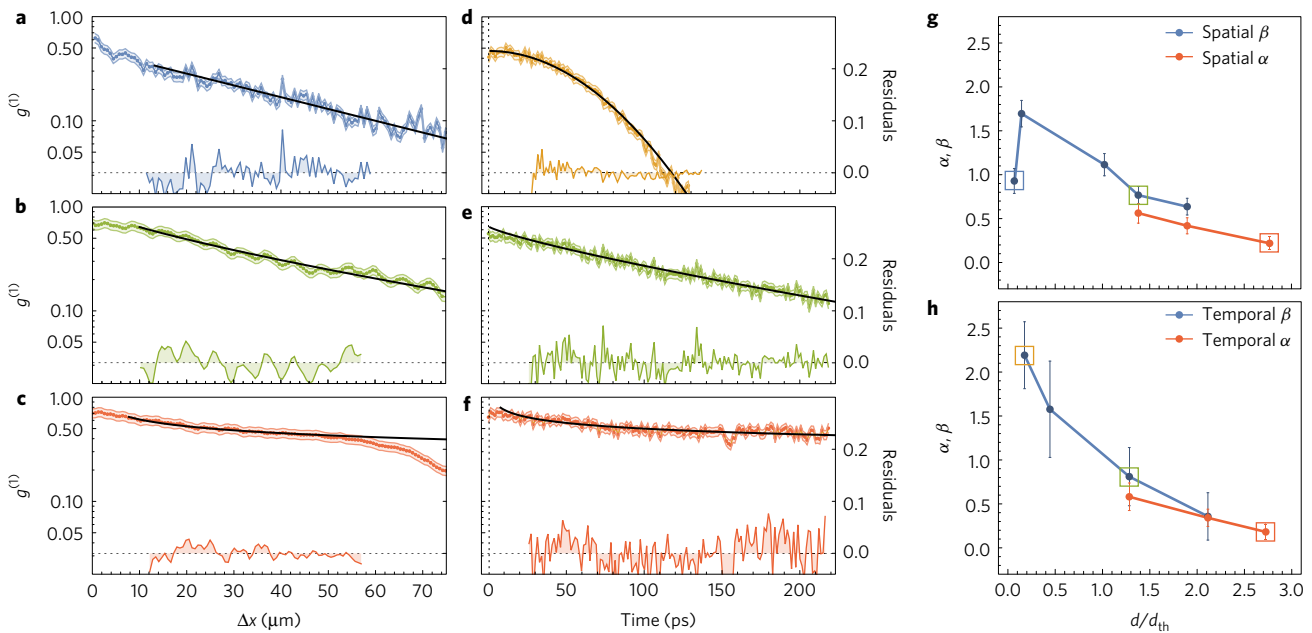 a
1.00
0.50
0.10
0.05
g(1)
b
1.00
0.50
0.10
0.05
g(1)
c
1.00
0.50
0.10
0.05
g(1)
0 10 20 30 40 50 60 70
Δx (μm)
d
0.2
0.1
0.0
Residuals
e
0.2
0.1
0.0
Residuals
f
0.2
0.1
0.0
Residuals
0 50 100 150 200
Time (ps)
g
Spatial β
Spatial α
2.5
2.0
1.5
1.0
0.5
0.0
α, β
h
Temporal β
Temporal α
2.5
2.0
1.5
1.0
0.5
0.0
α, β
0.0 0.5 1.0 1.5 2.0 2.5 3.0
d/dth